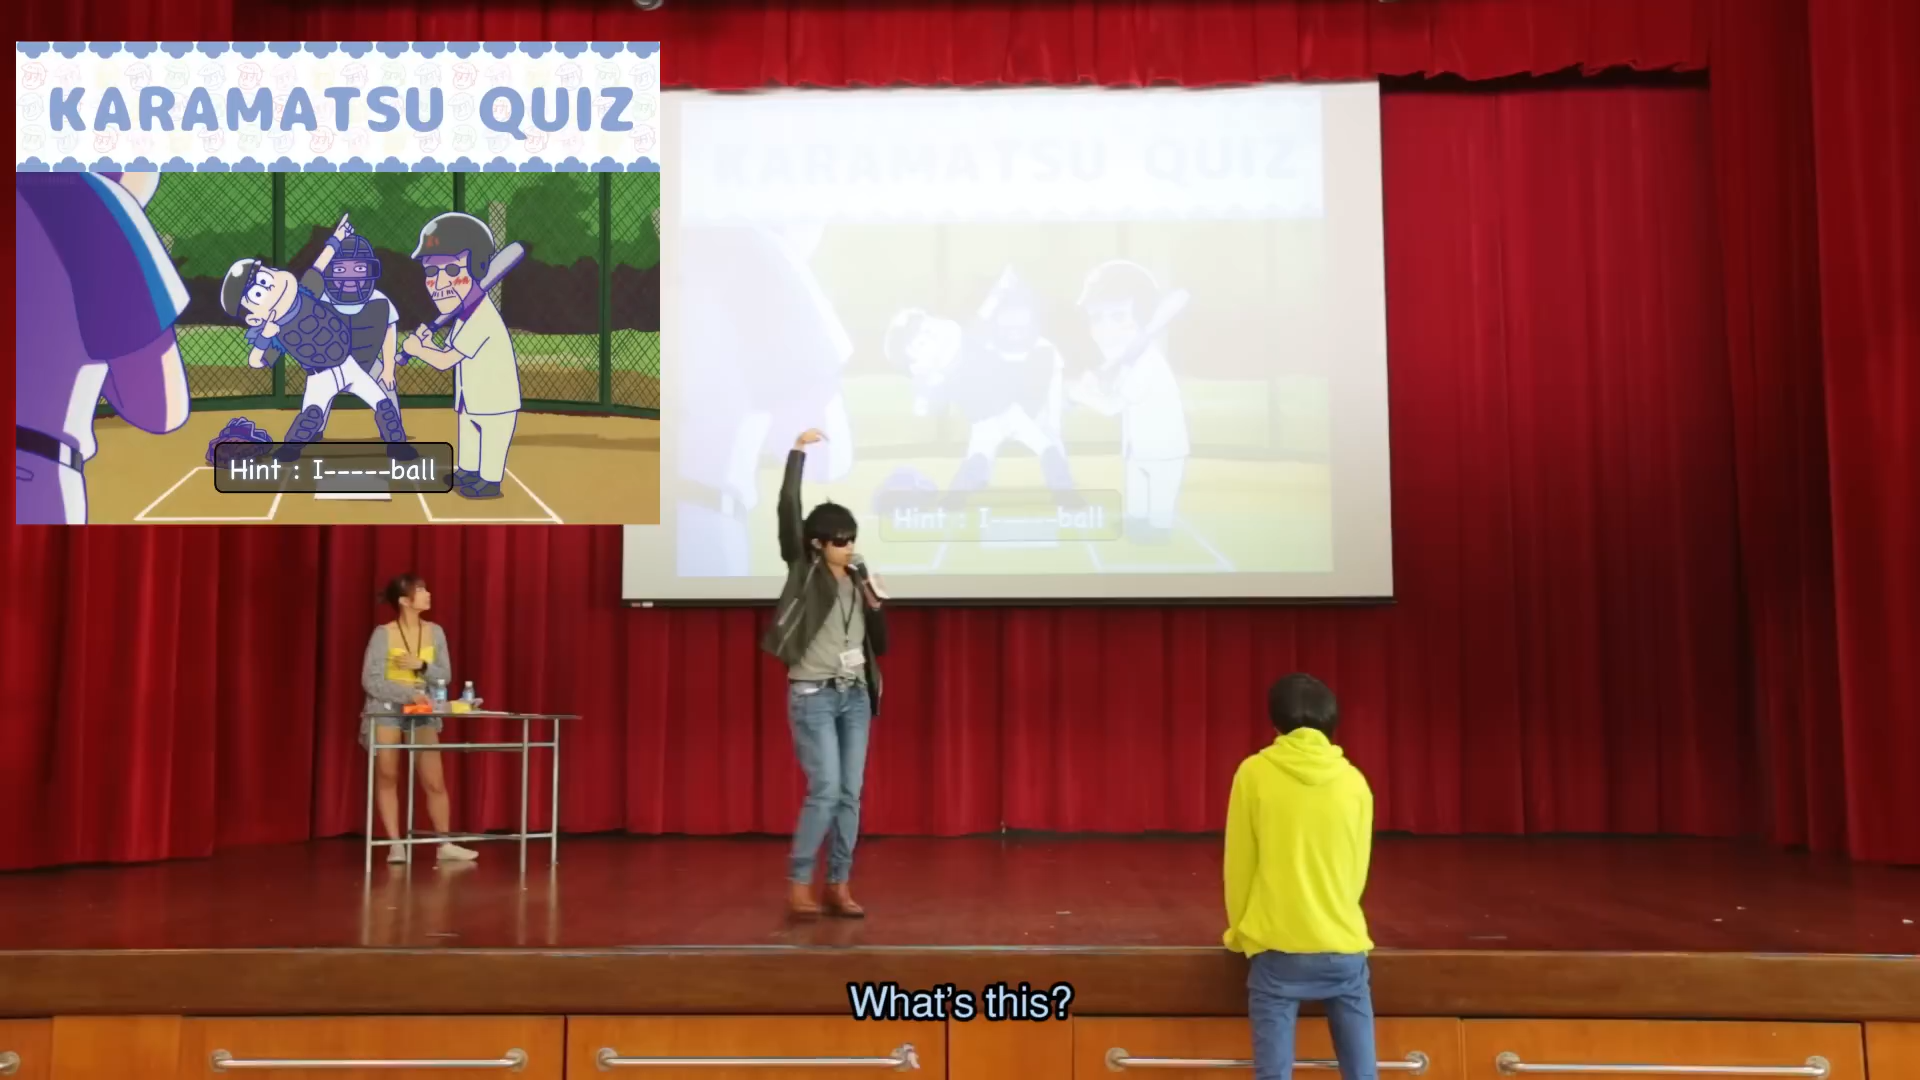 KARAMATSU QUIZ
Hint : I-----ball
KARAMATSU QUIZ
Hint : I-----ball
What's this?